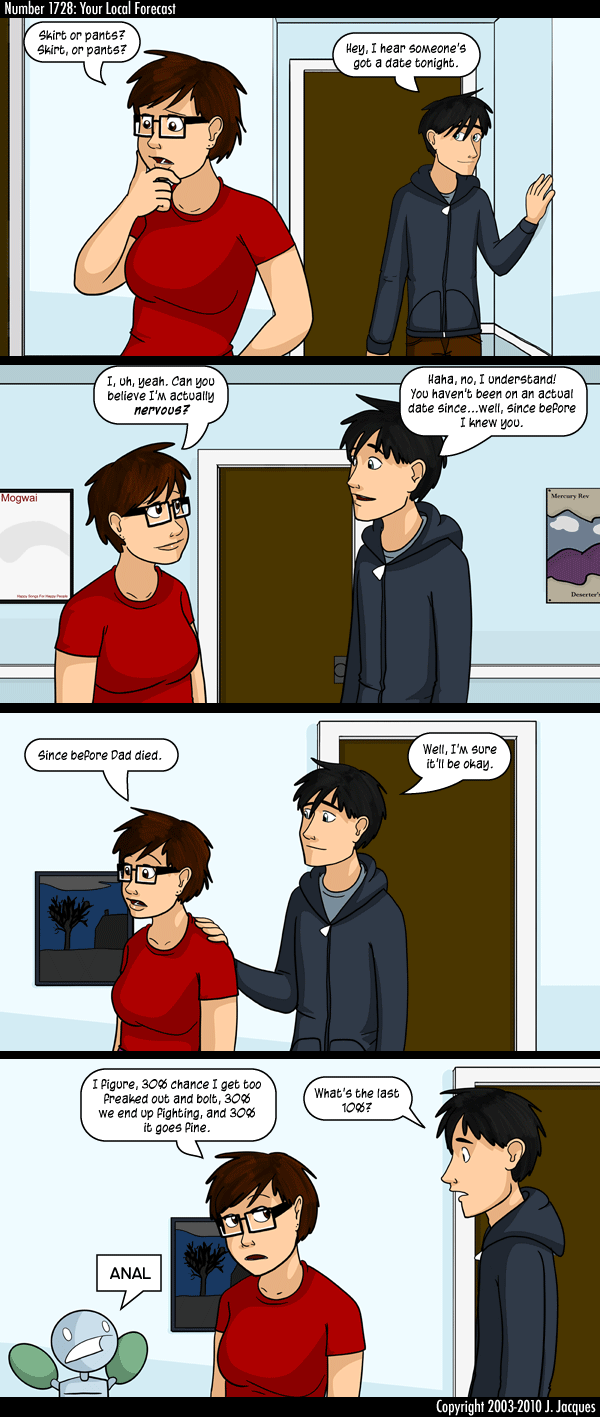 Number 1728: Your Local Forecast
Skirt or pants?
Skirt, or pants?
Hey, I hear someone's
got a date tonight.
I, uh, yeah. Can you
believe I'm actually
nervous?
Haha, no, I understand!
You haven't been on an actual
date since...well, since before
I knew you.
Mogwai
Happy Songs For Happy People
Mercury Rev
Deserter's
Since before Dad died.
Well, I'm sure
it'll be okay.
I figure, 30% chance I get too
freaked out and bolt, 30%
we end up fighting, and 30%
it goes fine.
What's the last
10%?
ANAL
Copyright 2003-2010 J. Jacques